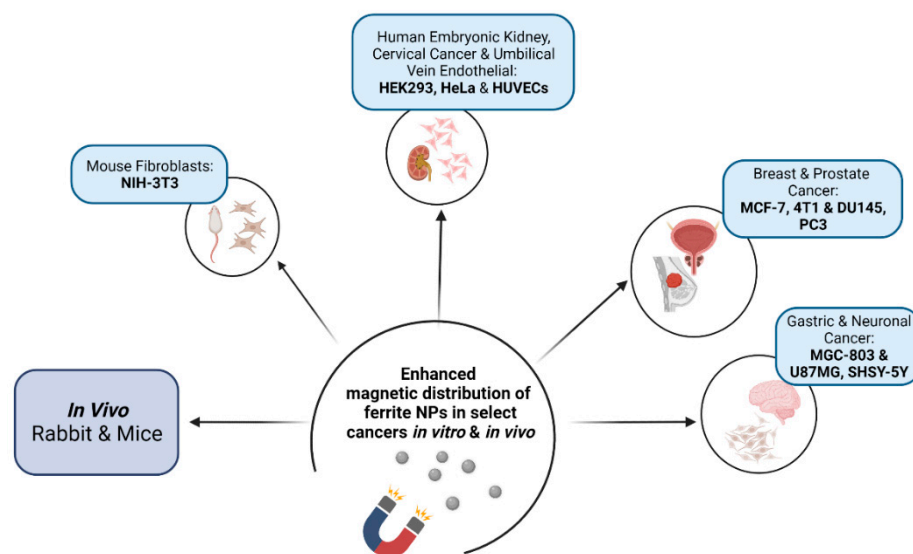 Human Embryonic Kidney,
Cervical Cancer & Umbilical
Vein Endothelial:
HEK293, HeLa & HUVECs
Mouse Fibroblasts:
NIH-3T3
Breast & Prostate
Cancer:
MCF-7, 4T1 & DU145,
PC3
Gastric & Neuronal
Cancer:
MGC-803 &
U87MG, SHSY-5Y
In Vivo
Rabbit & Mice
Enhanced
magnetic distribution of
ferrite NPs in select
cancers in vitro & in vivo